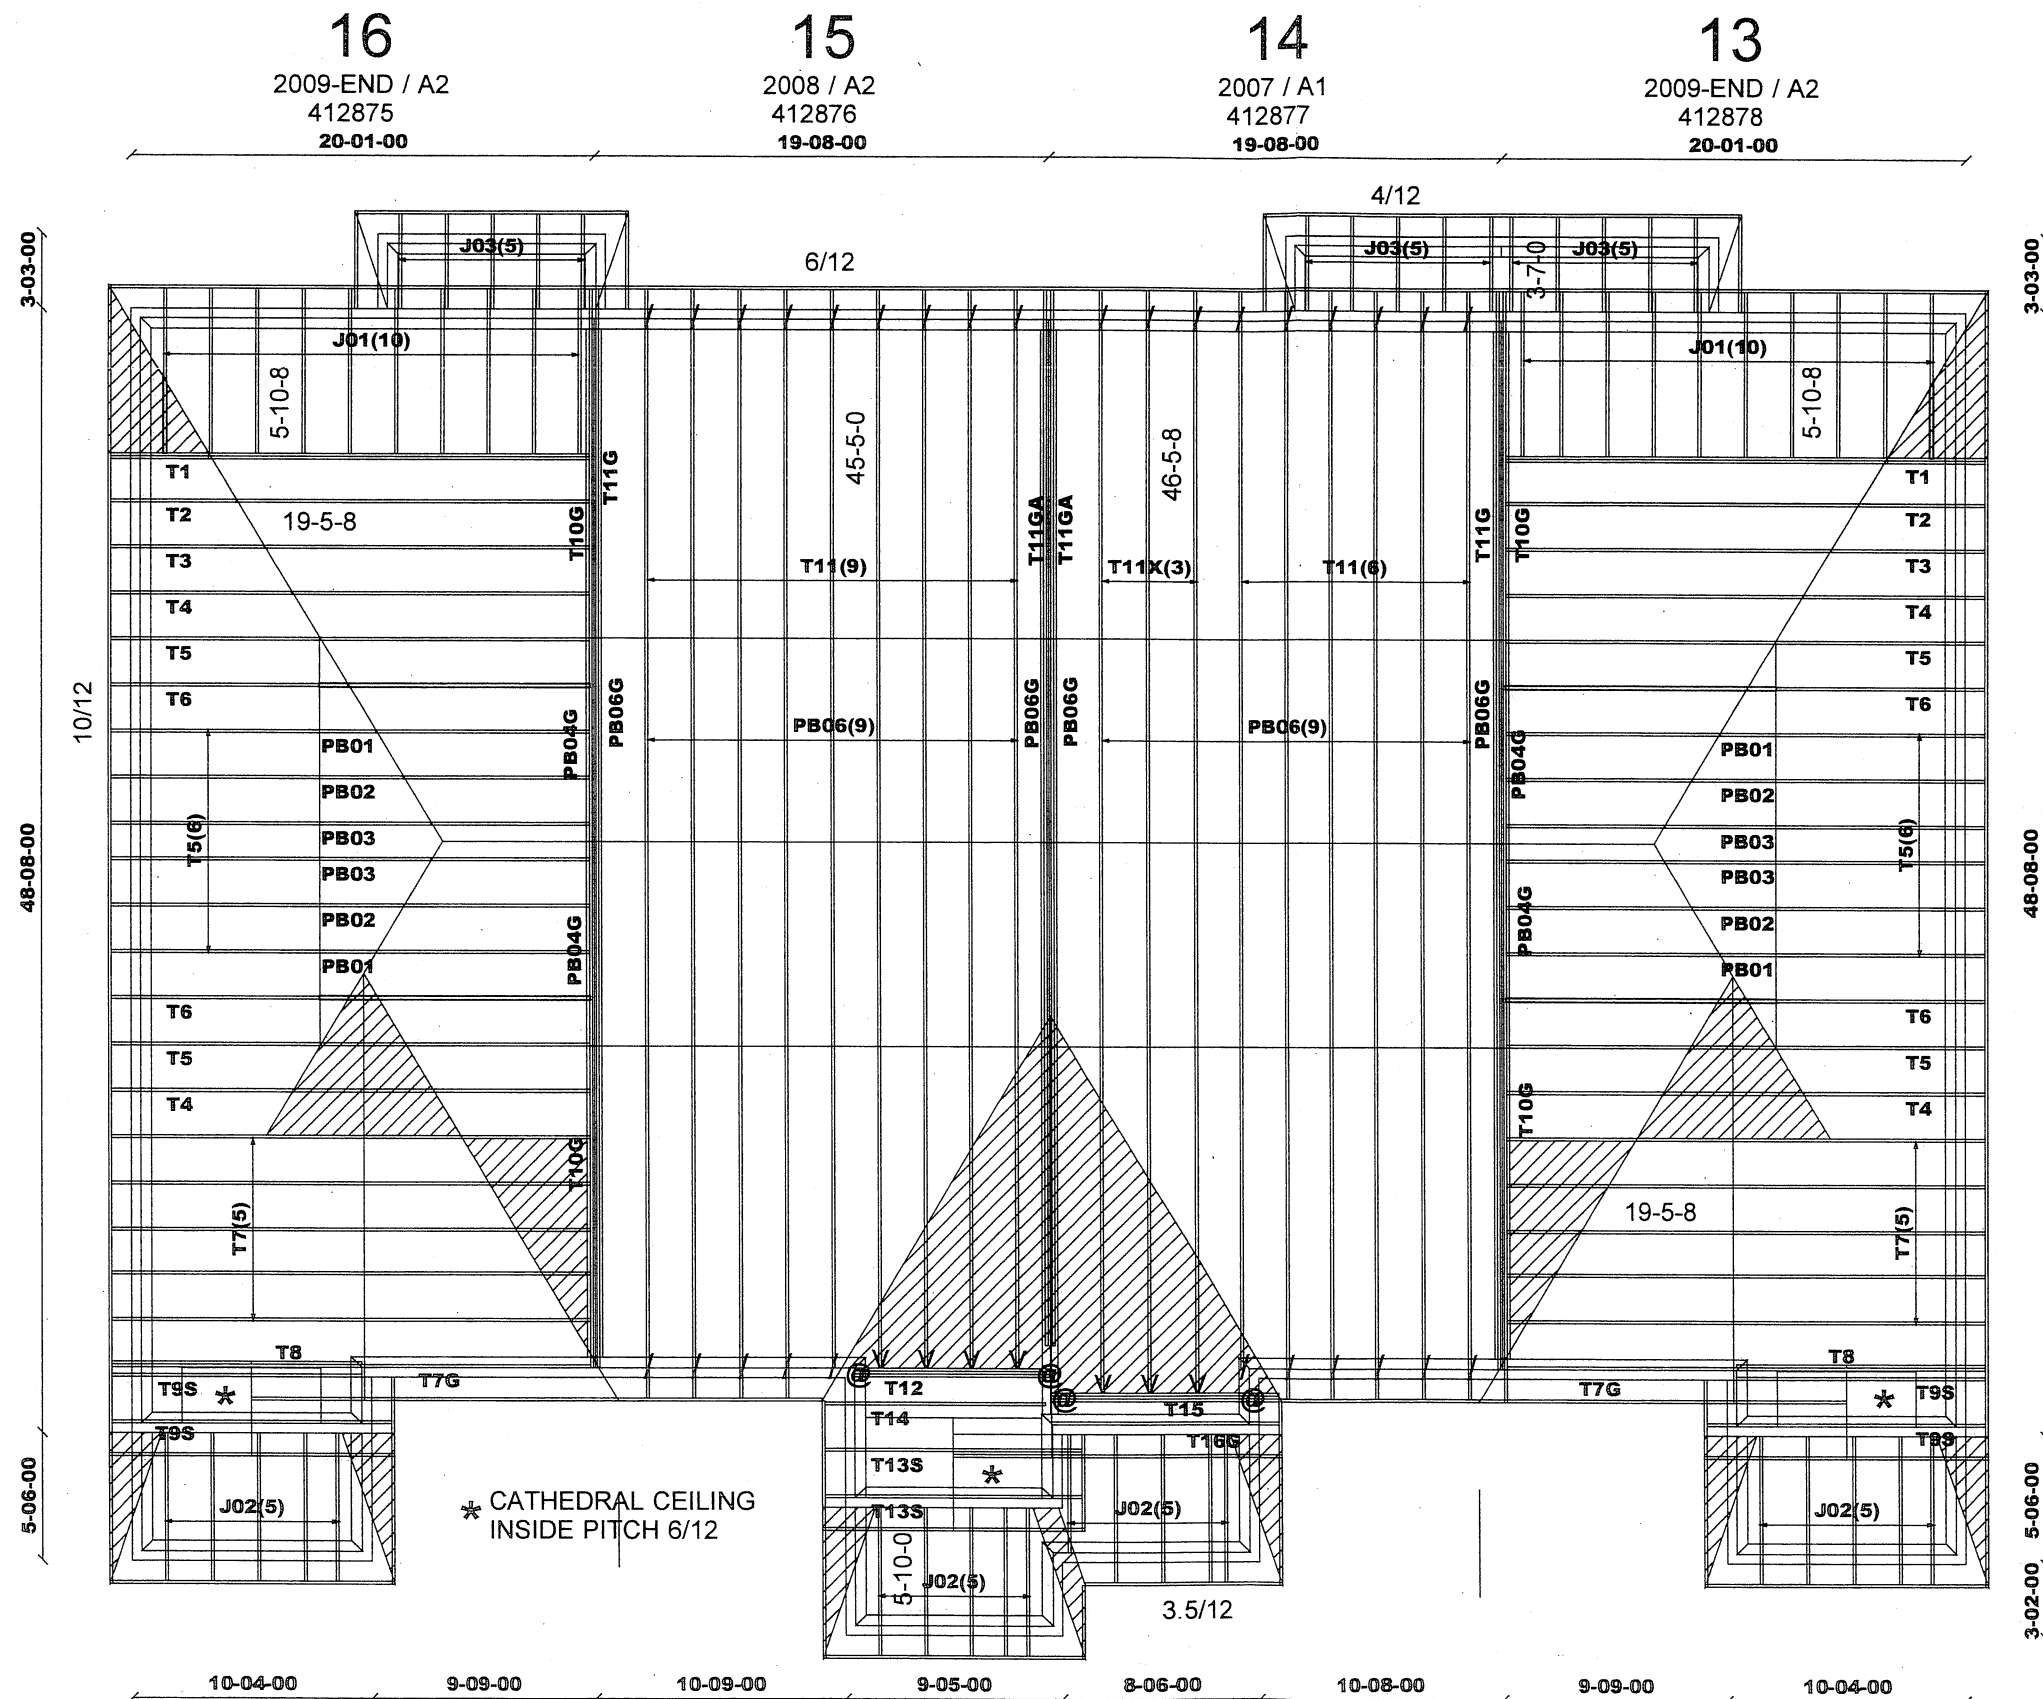 16
15
14
13
2009-END / A2
2008 / A2
2007 / A1
2009-END / A2
412875
412876
412877
412878
20-01-00
19-08-00
19-08-00
20-01-00
4/12
3-03-00
J03(5)
6/12
J03(5)
3-7-0
J03(5)
3-03-00
J01(10)
J01(10)
5-10-8
45-5-0
46-5-8
5-10-8
T1
T11G
T1
T2
19-5-8
T10G
T11GA
T11GA
T11G
T10G
T2
T3
T11(9)
T11X(3)
T11(6)
T3
T4
T4
T5
T5
10/12
T6
PB04G
PB06G
PB06(9)
PB06G
PB06G
PB06(9)
PB06G
PB04G
T6
PB01
PB01
PB02
PB02
48-08-00
T5(6)
PB03
PB03
T5(6)
48-08-00
PB03
PB03
PB02
PB04G
PB04G
PB02
PB01
PB01
T6
T6
T5
T5
T4
T10G
T4
T10G
T7(5)
19-5-8
T7(5)
T8
T8
T9S
*
T7G
@
T12
@
@
T15
@
T7G
*
T9S
T9S
T14
T16G
T9S
T13S
*
5-06-00
J02(5)
* CATHEDRAL CEILING
INSIDE PITCH 6/12
T13S
J02(5)
J02(5)
5-06-00
5-10-0
J02(5)
3.5/12
3-02-00
10-04-00
9-09-00
10-09-00
9-05-00
8-06-00
10-08-00
9-09-00
10-04-00